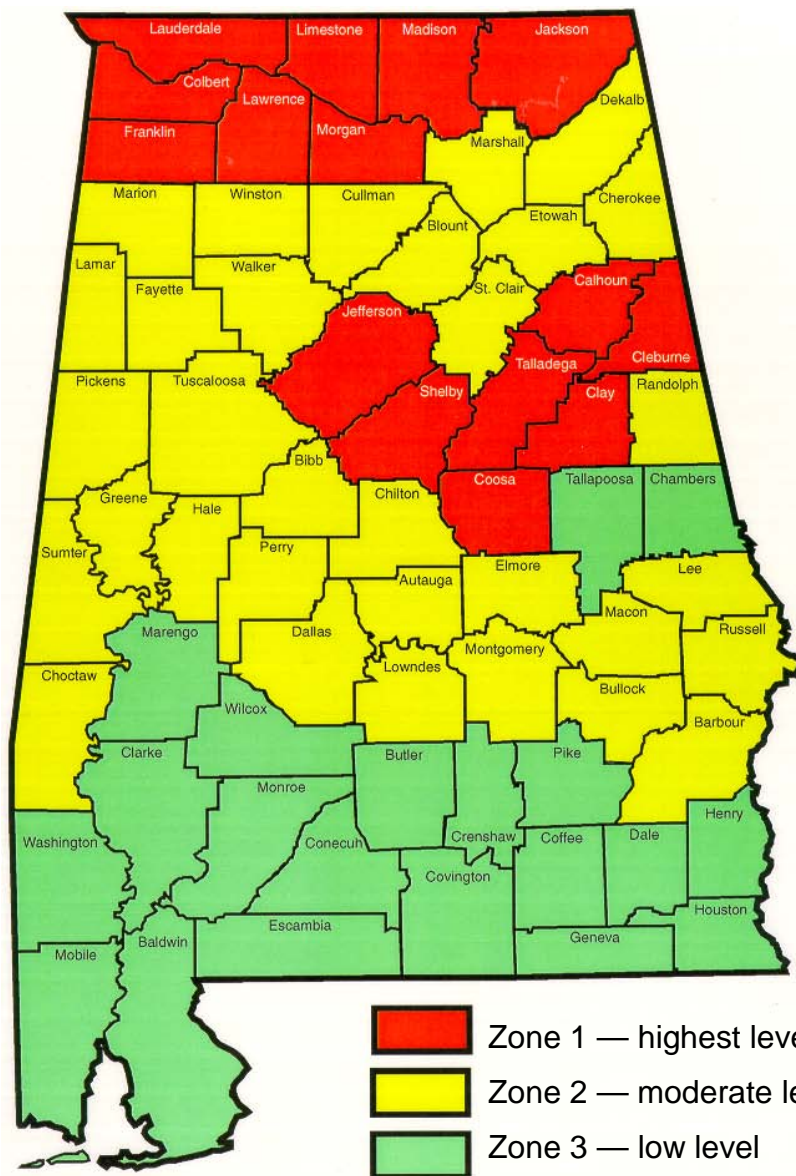 Lauderdale
Limestone
Madison
Jackson
Colbert
Lawrence
Dekalb
Franklin
Morgan
Marshall
Marion
Winston
Cullman
Cherokee
Etowah
Blount
Lamar
Walker
Fayette
St. Clair
Calhoun
Jefferson
Cleburne
Talladega
Pickens
Tuscaloosa
Shelby
Clay
Randolph
Bibb
Coosa
Tallapoosa
Chambers
Greene
Chilton
Hale
Sumter
Perry
Elmore
Lee
Autauga
Macon
Marengo
Dallas
Russell
Montgomery
Lowndes
Choctaw
Bullock
Wilcox
Barbour
Clarke
Butler
Pike
Monroe
Henry
Washington
Conecuh
Crenshaw
Coffee
Dale
Covington
Houston
Escambia
Geneva
Mobile
Baldwin
Zone 1 — highest leve
Zone 2 — moderate le
Zone 3 — low level